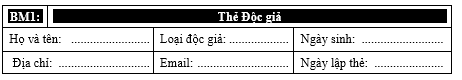 BM1: Thẻ Độc giả
Họ và tên: .......................... Loại độc giả: .................... Ngày sinh: ...........................
Địa chỉ: ........................... Email: .............................. Ngày lập thẻ: ....................